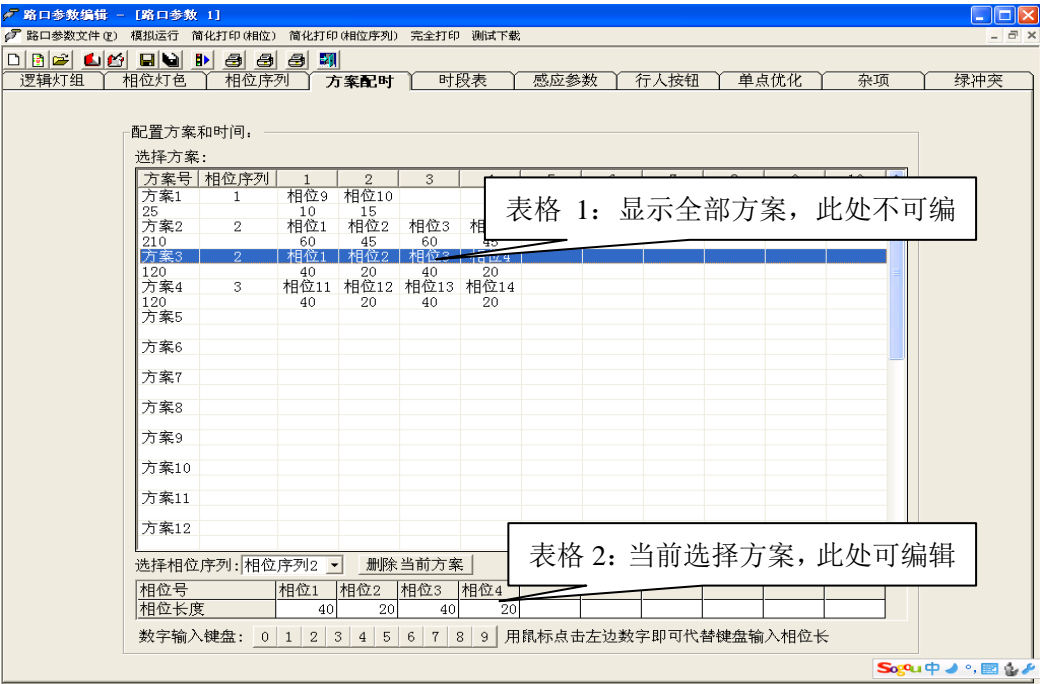 路口参数编辑 - [路口参数 1]
路口参数文件(P) 模拟运行 简化打印(相位) 简化打印(相位序列) 完全打印 测试下载
逻辑灯组 相位灯色 相位序列 方案配时 时段表 感应参数 行人按钮 单点优化 杂项 绿冲突
配置方案和时间:
选择方案:
方案号 相位序列 1 2 3
方案1 1 相位9 相位10
25 10 15
方案2 2 相位1 相位2 相位3
210 60 45 60 45
方案3 2 相位1 相位2 相位3 相位4
120 40 20 40 20
方案4 3 相位11 相位12 相位13 相位14
120 40 20 40 20
方案5
方案6
方案7
方案8
方案9
方案10
方案11
方案12
表格 1:显示全部方案,此处不可编
表格 2:当前选择方案,此处可编辑
选择相位序列: 相位序列2 删除当前方案
相位号 相位1 相位2 相位3 相位4
相位长度 40 20 40 20
数字输入键盘: 0 1 2 3 4 5 6 7 8 9 用鼠标点击左边数字即可代替键盘输入相位长
Sogou 中